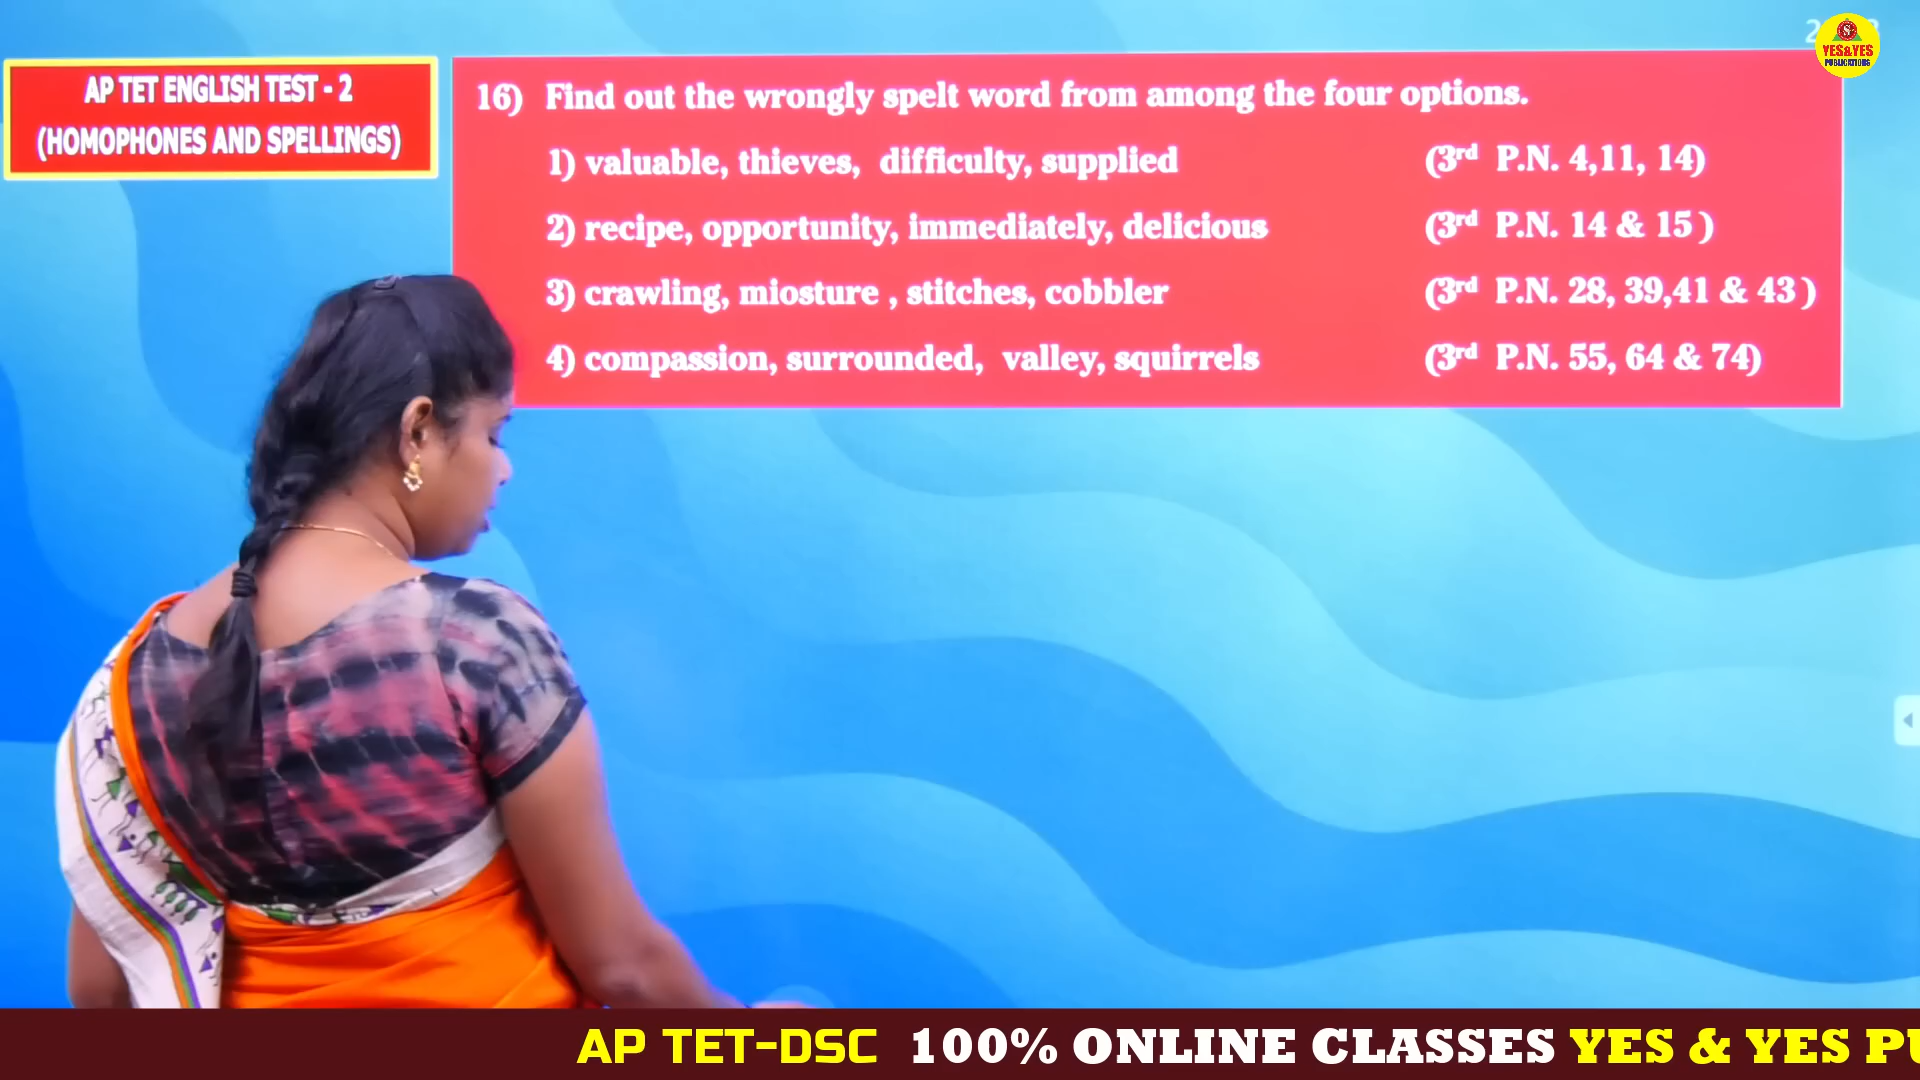 AP TET ENGLISH TEST - 2
(HOMOPHONES AND SPELLINGS)
16) Find out the wrongly spelt word from among the four options.
1) valuable, thieves, difficulty, supplied (3rd P.N. 4,11, 14)
2) recipe, opportunity, immediately, delicious (3rd P.N. 14 & 15 )
3) crawling, miosture , stitches, cobbler (3rd P.N. 28, 39,41 & 43 )
4) compassion, surrounded, valley, squirrels (3rd P.N. 55, 64 & 74)
YES&YES
PUBLICATIONS
AP TET-DSC 100% ONLINE CLASSES YES & YES PU